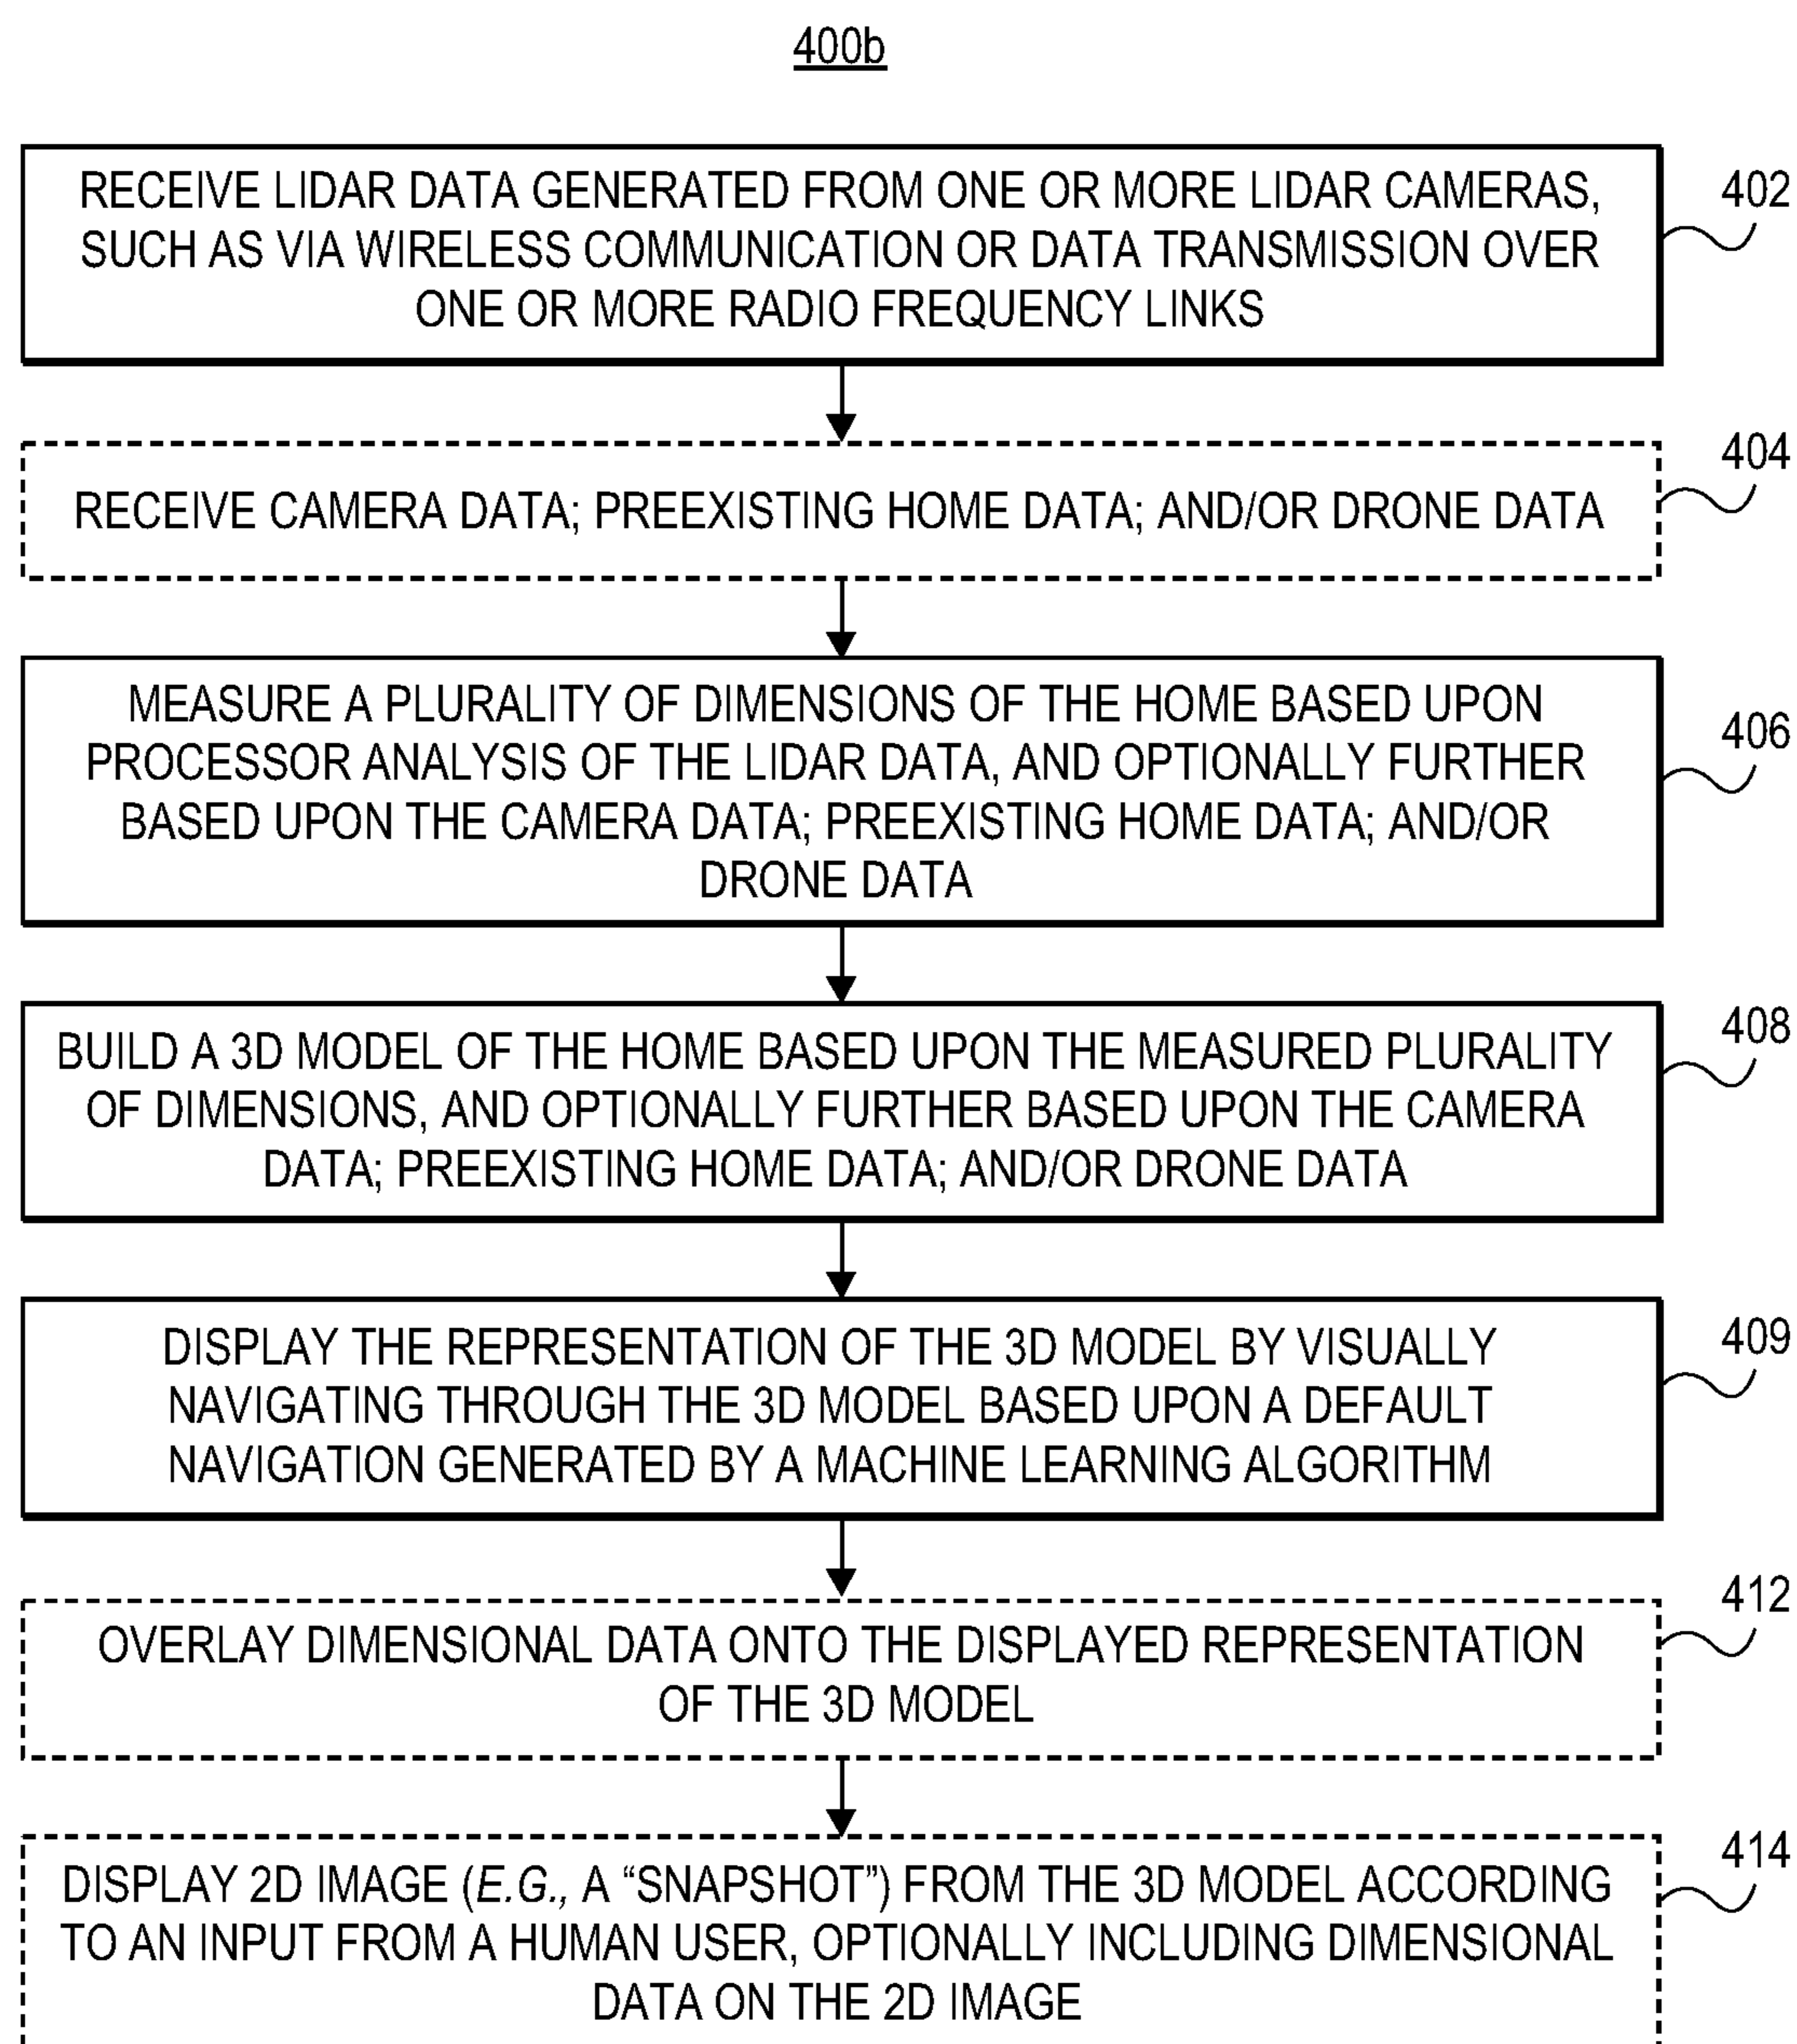 400b
RECEIVE LIDAR DATA GENERATED FROM ONE OR MORE LIDAR CAMERAS,
SUCH AS VIA WIRELESS COMMUNICATION OR DATA TRANSMISSION OVER
ONE OR MORE RADIO FREQUENCY LINKS
402
RECEIVE CAMERA DATA; PREEXISTING HOME DATA; AND/OR DRONE DATA
404
MEASURE A PLURALITY OF DIMENSIONS OF THE HOME BASED UPON
PROCESSOR ANALYSIS OF THE LIDAR DATA, AND OPTIONALLY FURTHER
BASED UPON THE CAMERA DATA; PREEXISTING HOME DATA; AND/OR
DRONE DATA
406
BUILD A 3D MODEL OF THE HOME BASED UPON THE MEASURED PLURALITY
OF DIMENSIONS, AND OPTIONALLY FURTHER BASED UPON THE CAMERA
DATA; PREEXISTING HOME DATA; AND/OR DRONE DATA
408
DISPLAY THE REPRESENTATION OF THE 3D MODEL BY VISUALLY
NAVIGATING THROUGH THE 3D MODEL BASED UPON A DEFAULT
NAVIGATION GENERATED BY A MACHINE LEARNING ALGORITHM
409
OVERLAY DIMENSIONAL DATA ONTO THE DISPLAYED REPRESENTATION
OF THE 3D MODEL
412
DISPLAY 2D IMAGE (E.G., A “SNAPSHOT”) FROM THE 3D MODEL ACCORDING
TO AN INPUT FROM A HUMAN USER, OPTIONALLY INCLUDING DIMENSIONAL
DATA ON THE 2D IMAGE
414